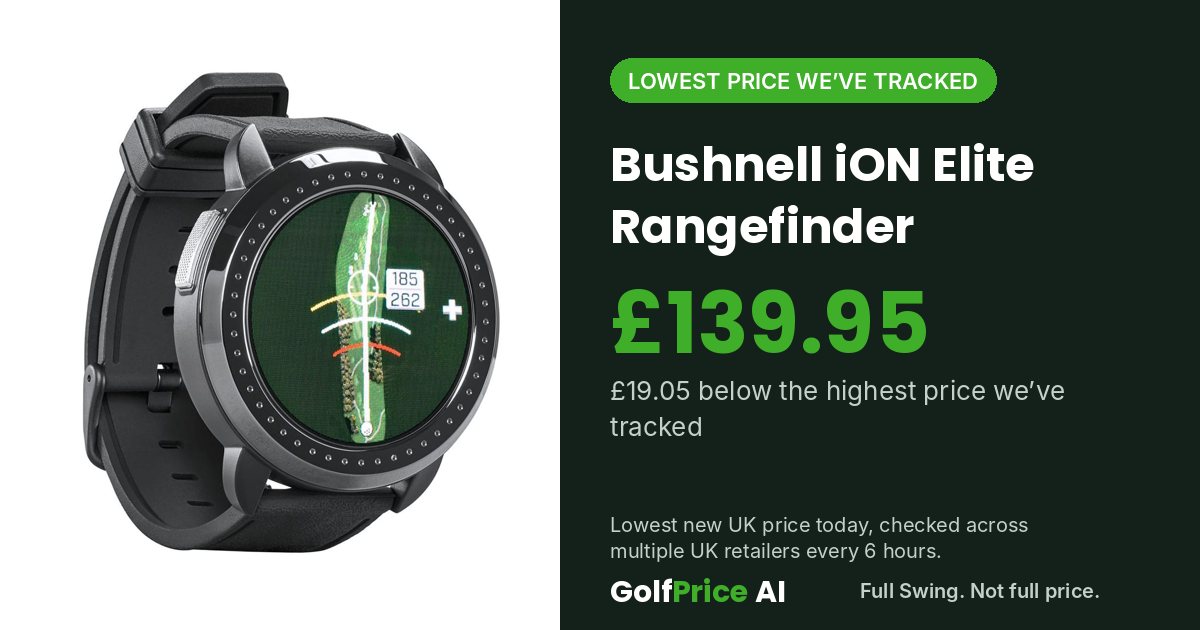 LOWEST PRICE WE’VE TRACKED
Bushnell iON Elite
Rangefinder
£139.95
£19.05 below the highest price we’ve
tracked
185
262
Lowest new UK price today, checked across
multiple UK retailers every 6 hours.
GolfPrice AI
Full Swing. Not full price.